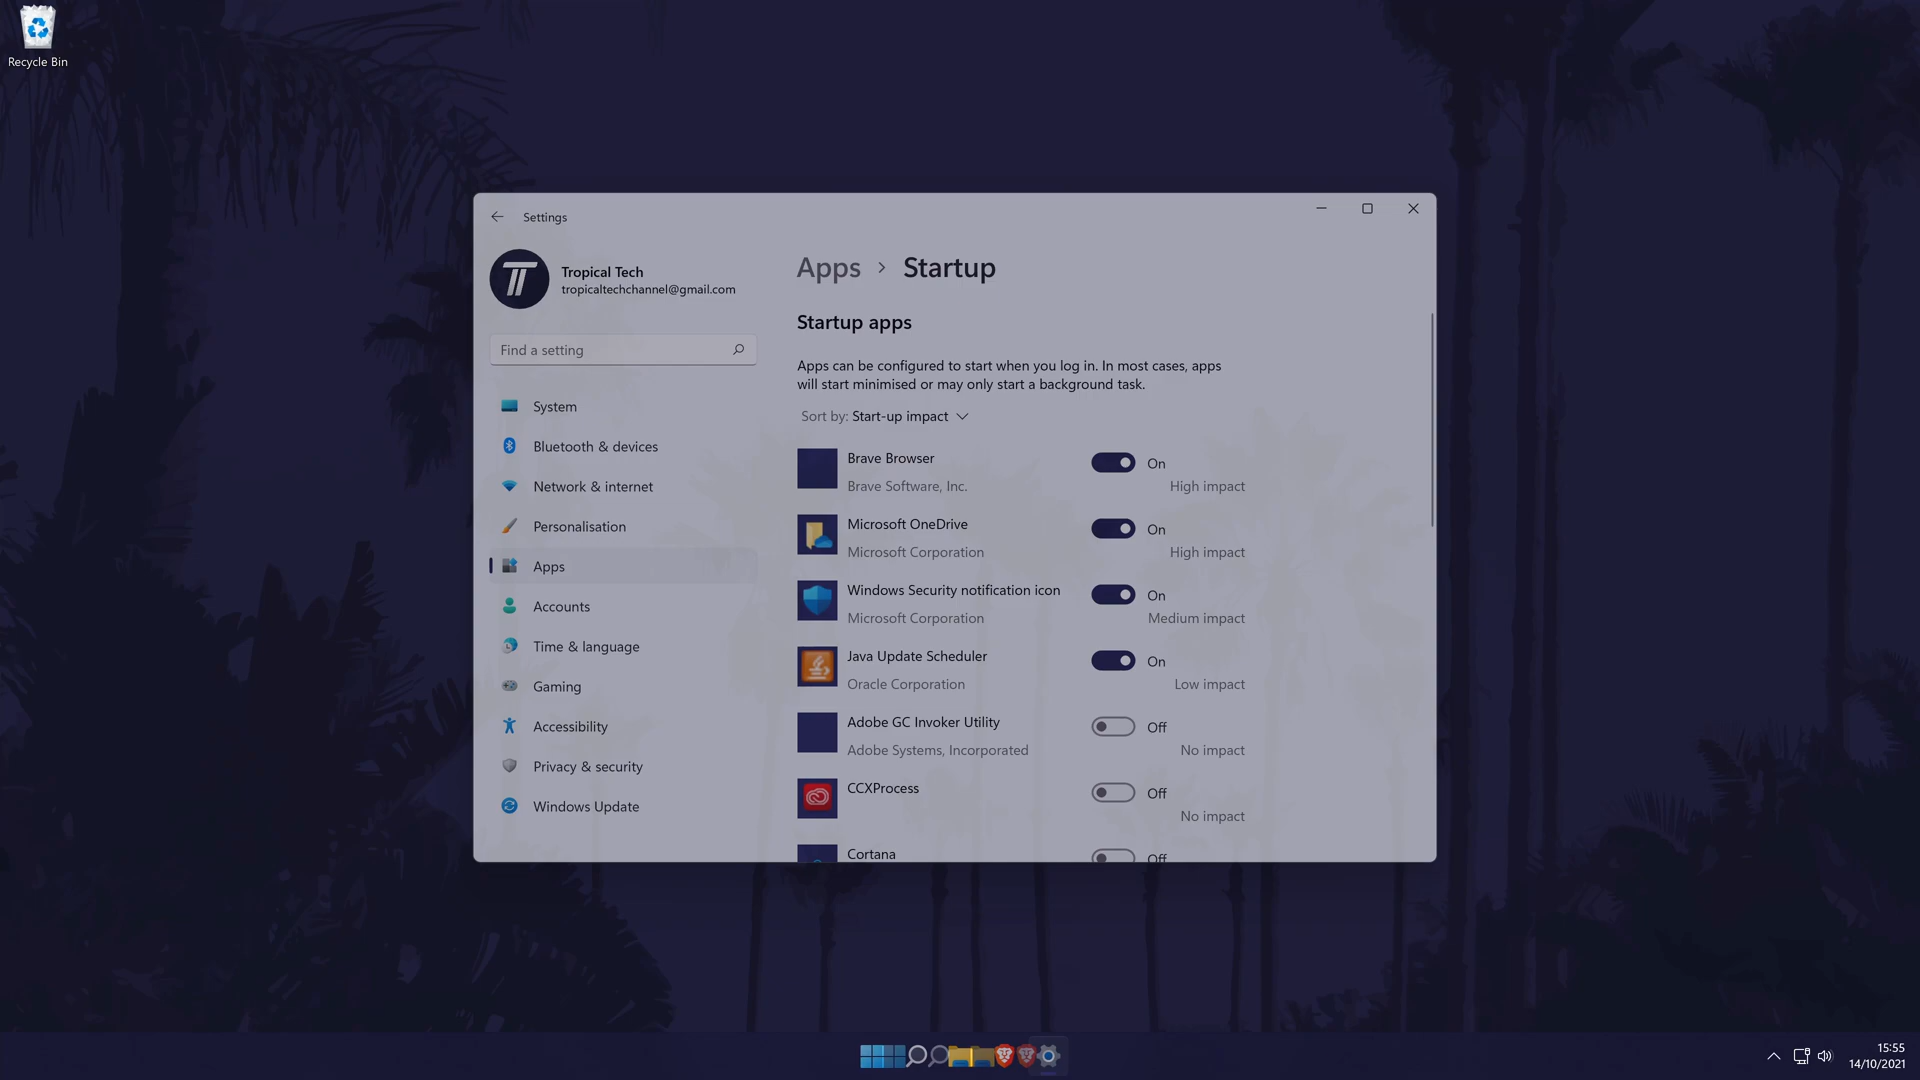 Recycle Bin
Settings
Tropical Tech
tropicaltechchannel@gmail.com
Find a setting
System
Bluetooth & devices
Network & internet
Personalisation
Apps
Accounts
Time & language
Gaming
Accessibility
Privacy & security
Windows Update
Apps > Startup
Startup apps
Apps can be configured to start when you log in. In most cases, apps
will start minimised or may only start a background task.
Sort by: Start-up impact
Brave Browser On
Brave Software, Inc. High impact
Microsoft OneDrive On
Microsoft Corporation High impact
Windows Security notification icon On
Microsoft Corporation Medium impact
Java Update Scheduler On
Oracle Corporation Low impact
Adobe GC Invoker Utility Off
Adobe Systems, Incorporated No impact
CCXProcess Off
No impact
Cortana Off
15:55
14/10/2021